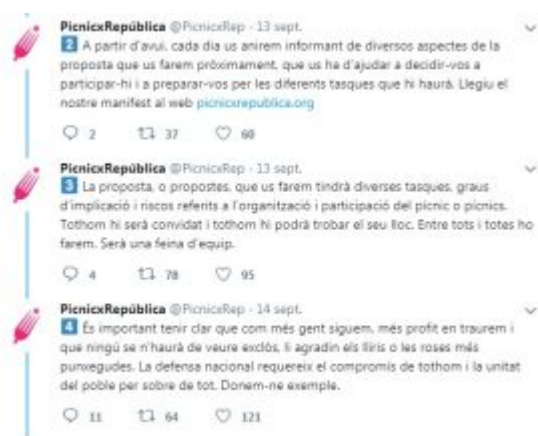 PicnicxRepública @PicnicxRep · 13 sept.
2 A partir d'avui, cada dia us anirem informant de diversos aspectes de la
proposta que us farem pròximament, que us ha d'ajudar a decidir-vos a
participar-hi i a preparar-vos per les diferents tasques que hi haurà. Llegiu el
nostre manifest al web picnicxrepublica.org
2 37 60
PicnicxRepública @PicnicxRep · 13 sept.
3 La proposta, o propostes, que us farem tindrà diverses tasques, graus
d'implicació i riscos referits a l'organització i participació del pícnic o pícnics.
Tothom hi serà convidat i tothom hi podrà trobar el seu lloc. Entre tots i totes ho
farem. Serà una feina d'equip.
4 78 95
PicnicxRepública @PicnicxRep · 14 sept.
4 És important tenir clar que com més gent siguem, més profit en traurem i
que ningú se n'haurà de veure exclòs, li agradin els lliris o les roses més
punxegudes. La defensa nacional requereix el compromís de tothom i la unitat
del poble per sobre de tot. Donem-ne exemple.
11 64 121